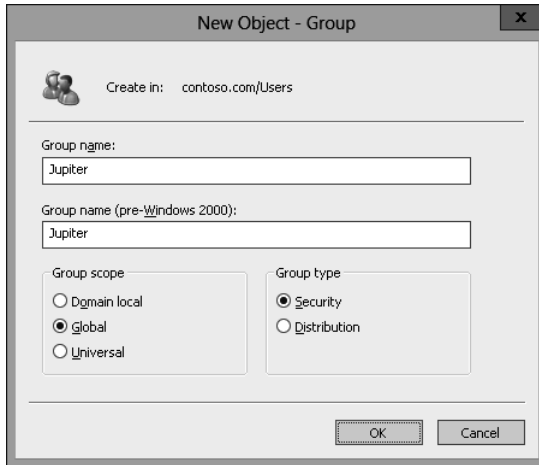 New Object - Group
x
Create in: contoso.com/Users
Group name:
Jupiter
Group name (pre-Windows 2000):
Jupiter
Group scope
Domain local
Global
Universal
Group type
Security
Distribution
OK
Cancel